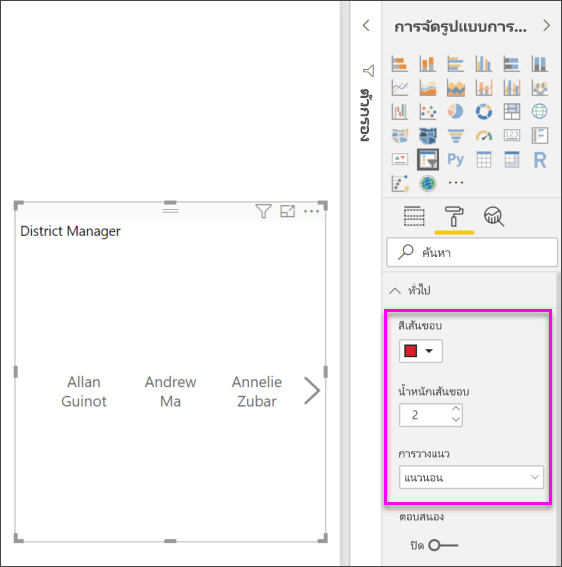 การจัดรูปแบบการ...
ตัวกรอง
123
Py
R
...
District Manager
Allan
Guinot
Andrew
Ma
Annelie
Zubar
ค้นหา
ทั่วไป
สีเส้นขอบ
น้ำหนักเส้นขอบ
2
การวางแนว
แนวนอน
ตอบสนอง
ปิด